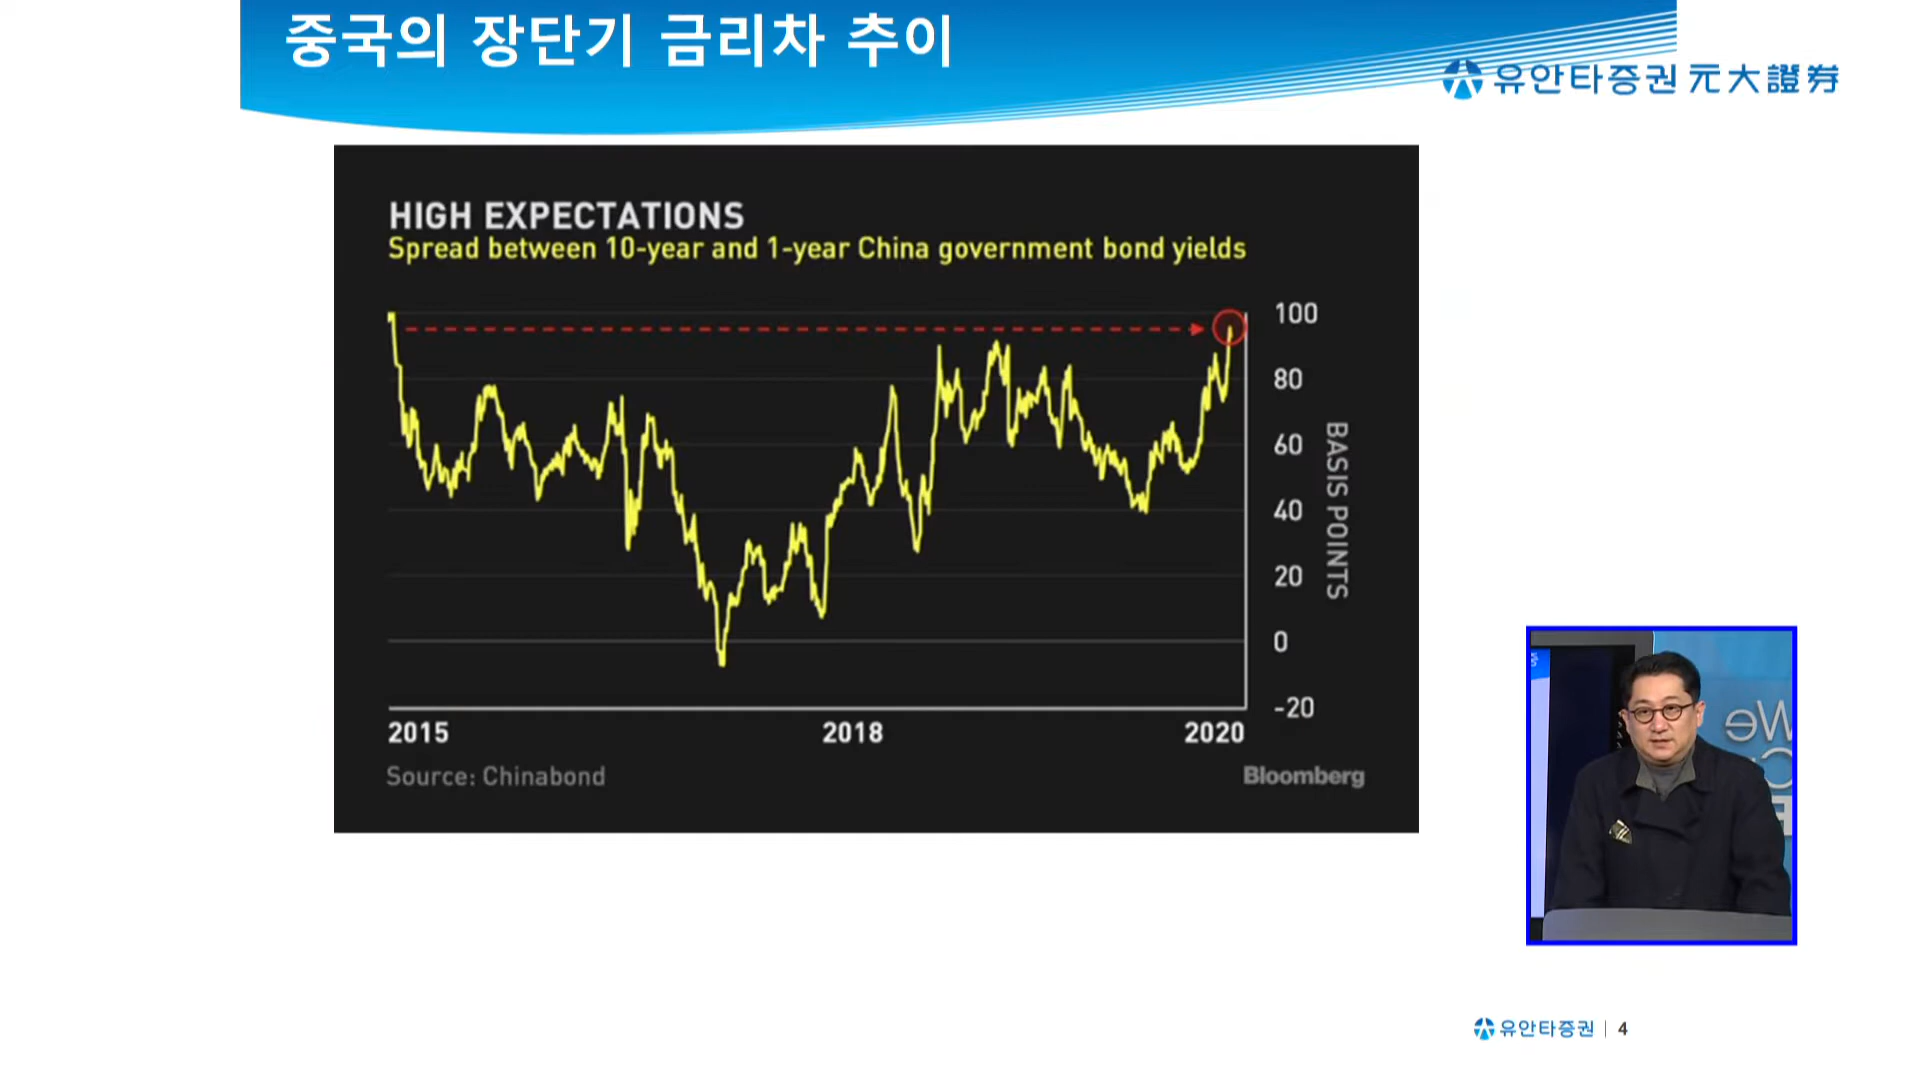 중국의 장단기 금리차 추이
유안타증권 元大證券
HIGH EXPECTATIONS
Spread between 10-year and 1-year China government bond yields
100
80
60
40
20
0
-20
BASIS POINTS
2015 2018 2020
Source: Chinabond
Bloomberg
We
유안타증권 | 4